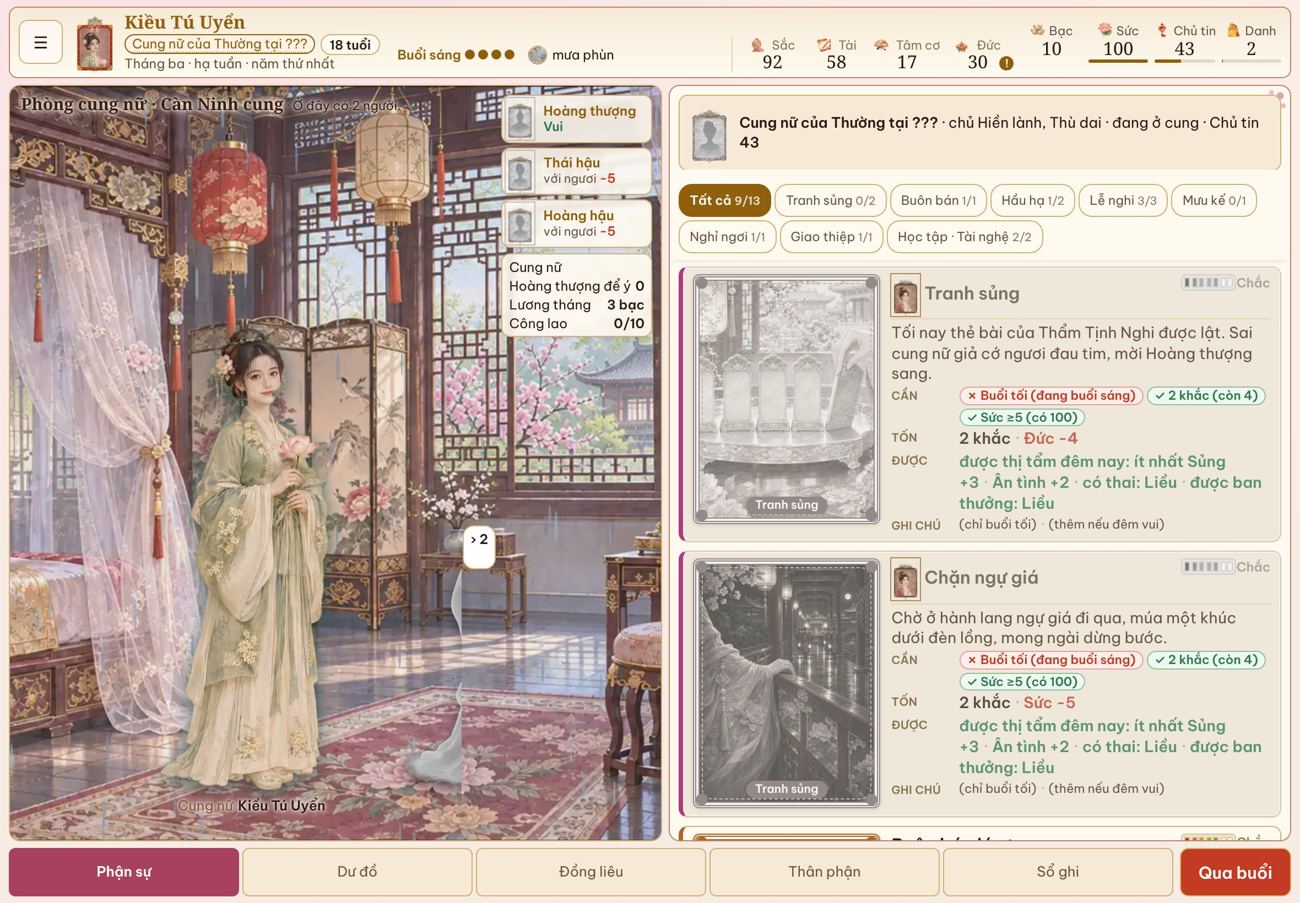 Kiều Tú Uyển
Cung nữ của Thường tại ???
18 tuổi
Tháng ba · hạ tuần · năm thứ nhất
Buổi sáng
mưa phùn
Sắc
92
Tài
58
Tâm cơ
17
Đức
30 !
Bạc
10
Sức
100
Chủ tin
43
Danh
2
Phòng cung nữ · Càn Ninh cung · Ở đây có 2 người.
Hoàng thượng
Vui
Thái hậu
với ngươi -5
Hoàng hậu
với ngươi -5
Cung nữ
Hoàng thượng để ý 0
Lương tháng 3 bạc
Công lao 0/10
› 2
Cung nữ Kiều Tú Uyển
Cung nữ của Thường tại ??? · chủ Hiền lành, Thù dai · đang ở cung · Chủ tin
43
Tất cả 9/13
Tranh sủng 0/2
Buôn bán 1/1
Hầu hạ 1/2
Lễ nghi 3/3
Mưu kế 0/1
Nghỉ ngơi 1/1
Giao thiệp 1/1
Học tập · Tài nghệ 2/2
Tranh sủng
Tranh sủng
Chắc
Tối nay thẻ bài của Thẩm Tịnh Nghi được lật. Sai
cung nữ giả cớ ngươi đau tim, mời Hoàng thượng
sang.
CẦN × Buổi tối (đang buổi sáng) ✓ 2 khắc (còn 4)
✓ Sức ≥5 (có 100)
TỐN 2 khắc · Đức -4
ĐƯỢC được thị tẩm đêm nay: ít nhất Sủng
+3 · Ân tình +2 · có thai: Liều · được ban
thưởng: Liều
GHI CHÚ (chỉ buổi tối) · (thêm nếu đêm vui)
Tranh sủng
Chặn ngự giá
Chắc
Chờ ở hành lang ngự giá đi qua, múa một khúc
dưới đèn lồng, mong ngài dừng bước.
CẦN × Buổi tối (đang buổi sáng) ✓ 2 khắc (còn 4)
✓ Sức ≥5 (có 100)
TỐN 2 khắc · Sức -5
ĐƯỢC được thị tẩm đêm nay: ít nhất Sủng
+3 · Ân tình +2 · có thai: Liều · được ban
thưởng: Liều
GHI CHÚ (chỉ buổi tối) · (thêm nếu đêm vui)
Phận sự
Dư đồ
Đồng liêu
Thân phận
Sổ ghi
Qua buổi